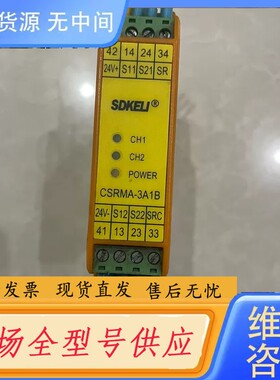 货源 无中间
42 14 24 34
24V+ S11 S21 SR
SDKELI®
CH1
CH2
POWER
CSRMA-3A1B
24V- S12 S22 SRC
41 13 23 33
成新 现货直发 售后无忧
场全型号供应
维
咨